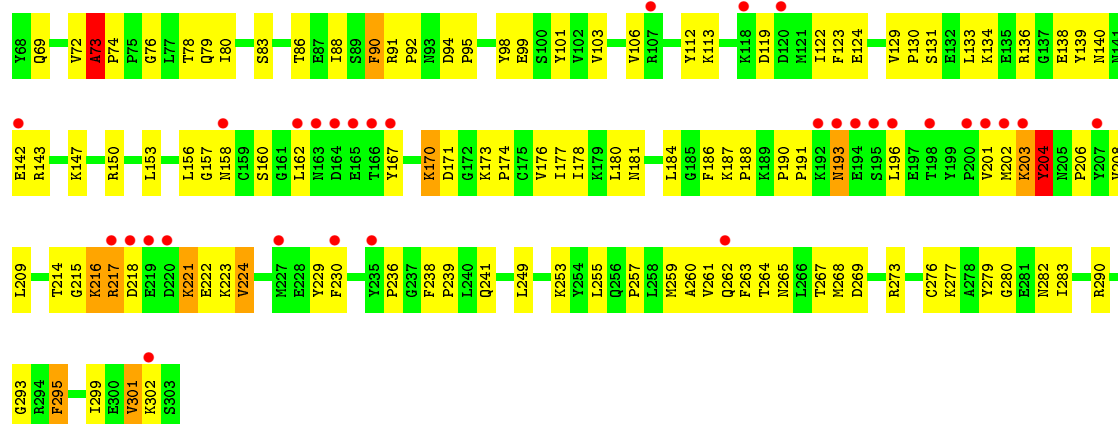 Y68 Q69 V72 A73 P74 P75 G76 L77 T78 Q79 I80 S83 T86 E87 I88 S89 F90 R91 P92 N93 D94 P95 Y98 E99 S100 Y101 V102 V103 V106 R107 Y112 K113 K118 D119 D120 M121 I122 F123 E124 V129 P130 S131 E132 L133 K134 E135 R136 G137 E138 Y139 N140 N141
E142 R143 K147 R150 L153 L156 G157 N158 C159 S160 G161 L162 N163 D164 E165 T166 Y167 K170 D171 G172 K173 P174 C175 V176 I177 I178 K179 L180 N181 L184 G185 F186 K187 P188 K189 P190 P191 K192 N193 E194 S195 L196 E197 T198 Y199 P200 V201 M202 K203 Y204 N205 P206 Y207 V208
L209 T214 G215 K216 R217 D218 E219 D220 K221 E222 K223 V224 M227 E228 Y229 F230 Y235 P236 G237 F238 P239 L240 Q241 L249 K253 Y254 L255 Q256 P257 L258 M259 A260 V261 Q262 F263 T264 N265 L266 T267 M268 D269 R273 C276 K277 A278 Y279 G280 E281 N282 I283 R290
G293 R294 F295 I299 E300 V301 K302 S303